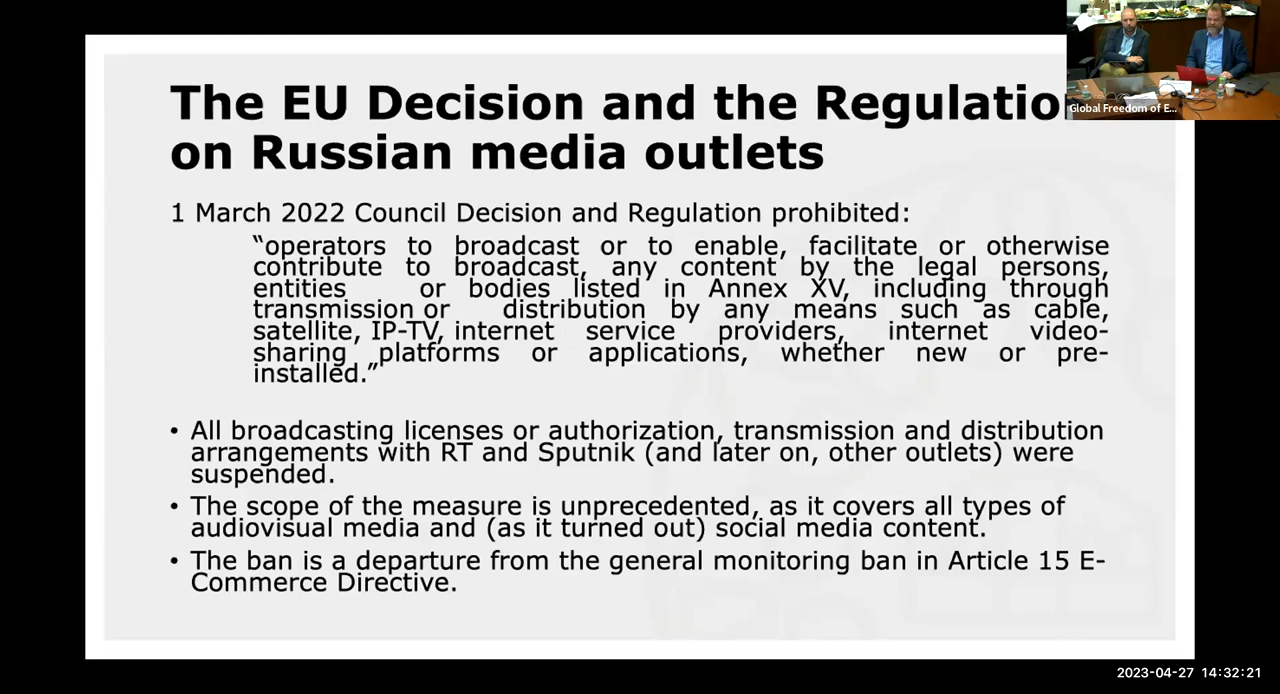 The EU Decision and the Regulatio
on Russian media outlets
Global Freedom of E...
1 March 2022 Council Decision and Regulation prohibited:
“operators to broadcast or to enable, facilitate or otherwise
contribute to broadcast, any content by the legal persons,
entities or bodies listed in Annex XV, including through
transmission or distribution by any means such as cable,
satellite, IP-TV, internet service providers, internet video-
sharing platforms or applications, whether new or pre-
installed.”
• All broadcasting licenses or authorization, transmission and distribution
arrangements with RT and Sputnik (and later on, other outlets) were
suspended.
• The scope of the measure is unprecedented, as it covers all types of
audiovisual media and (as it turned out) social media content.
• The ban is a departure from the general monitoring ban in Article 15 E-
Commerce Directive.
2023-04-27 14:32:21